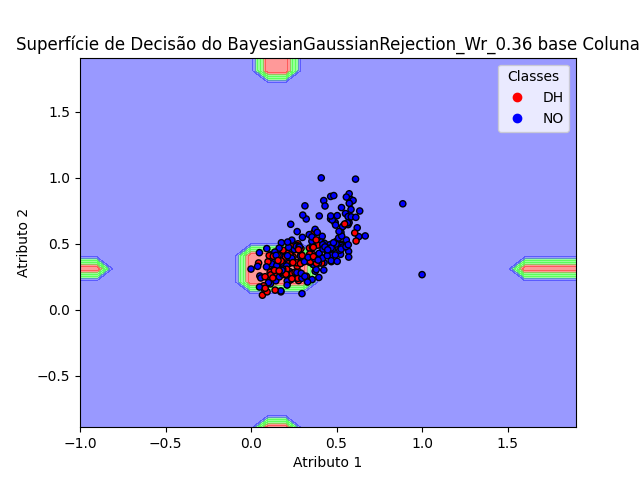 Superfície de Decisão do BayesianGaussianRejection_Wr_0.36 base Coluna
Classes
DH
NO
Atributo 2
1.5
1.0
0.5
0.0
−0.5
−1.0
−0.5
0.0
0.5
1.0
1.5
Atributo 1